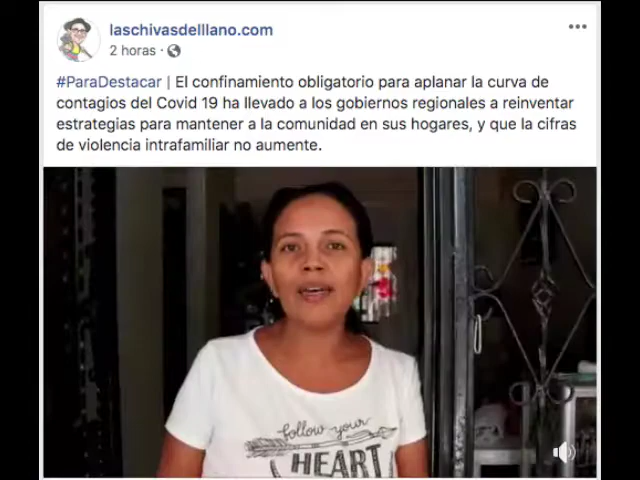 laschivasdelllano.com
2 horas ·
#ParaDestacar | El confinamiento obligatorio para aplanar la curva de
contagios del Covid 19 ha llevado a los gobiernos regionales a reinventar
estrategias para mantener a la comunidad en sus hogares, y que la cifras
de violencia intrafamiliar no aumente.
follow your
HEART